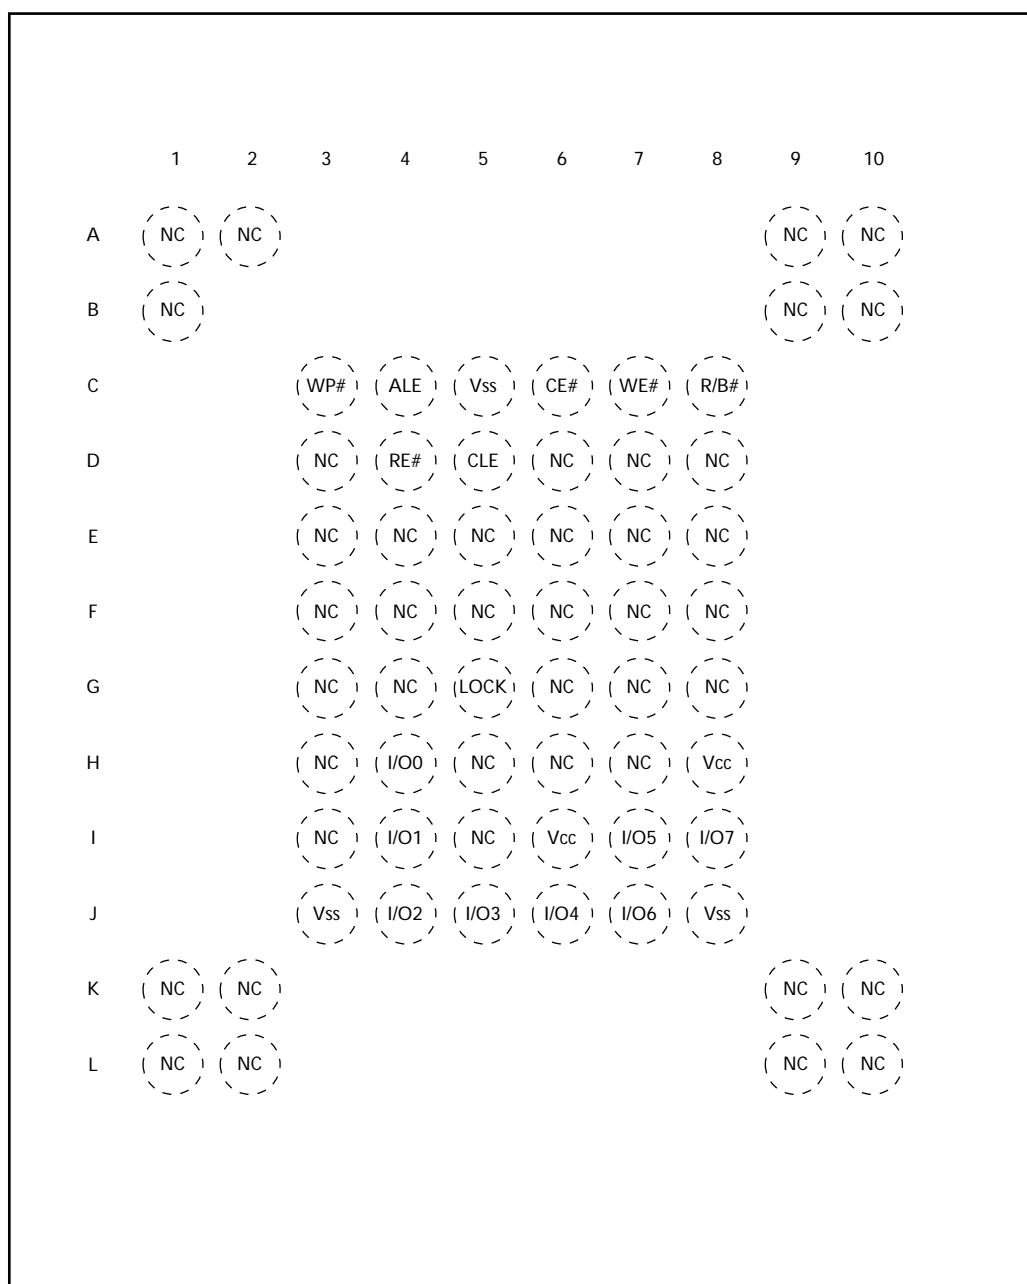 1 2 3 4 5 6 7 8 9 10
A NC NC NC NC
B NC NC NC
C WP# ALE Vss CE# WE# R/B#
D NC RE# CLE NC NC NC
E NC NC NC NC NC NC
F NC NC NC NC NC NC
G NC NC LOCK NC NC NC
H NC I/O0 NC NC NC Vcc
I NC I/O1 NC Vcc I/O5 I/O7
J Vss I/O2 I/O3 I/O4 I/O6 Vss
K NC NC NC NC
L NC NC NC NC